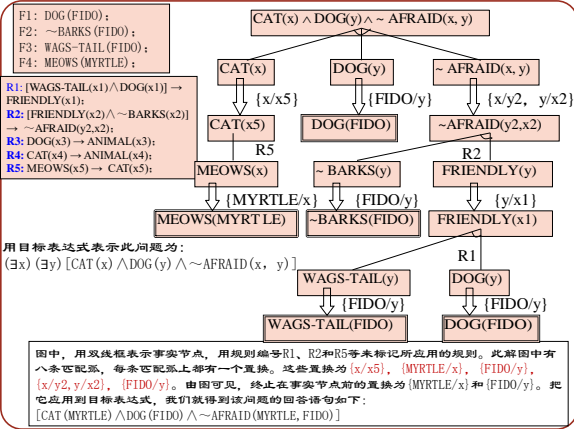 F1: DOG(FIDO);
F2: ~BARKS(FIDO);
F3: WAGS-TAIL(FIDO);
F4: MEOWS(MYRTLE);
R1: [WAGS-TAIL(x1)∧DOG(x1)] →
FRIENDLY(x1);
R2: [FRIENDLY(x2)∧~BARKS(x2)]
→ ~AFRAID(y2,x2);
R3: DOG(x3) → ANIMAL(x3);
R4: CAT(x4) → ANIMAL(x4);
R5: MEOWS(x5) → CAT(x5);
CAT(x) ∧ DOG(y) ∧ ~ AFRAID(x, y)
CAT(x) DOG(y) ~ AFRAID(x, y)
{x/x5} {FIDO/y} {x/y2, y/x2}
CAT(x5) DOG(FIDO) ~AFRAID(y2,x2)
R5 R2
MEOWS(x) ~ BARKS(y) FRIENDLY(y)
{MYRTLE/x} {FIDO/y} {y/x1}
MEOWS(MYRTLE) ~BARKS(FIDO) FRIENDLY(x1)
R1
WAGS-TAIL(y) DOG(y)
{FIDO/y} {FIDO/y}
WAGS-TAIL(FIDO) DOG(FIDO)
用目标表达式表示此问题为:
(∃x)(∃y)[CAT(x)∧DOG(y)∧~AFRAID(x, y)]
图中，用双线框表示事实节点，用规则编号R1、R2和R5等来标记所应用的规则。此解图中有
八条匹配弧，每条匹配弧上都有一个置换。这些置换为{x/x5}，{MYRTLE/x}，{FIDO/y}，
{x/y2,y/x2}，{FIDO/y}。由图可见，终止在事实节点前的置换为{MYRTLE/x}和{FIDO/y}。把
它应用到目标表达式，我们就得到该问题的回答语句如下：
[CAT(MYRTLE)∧DOG(FIDO)∧~AFRAID(MYRTLE,FIDO)]